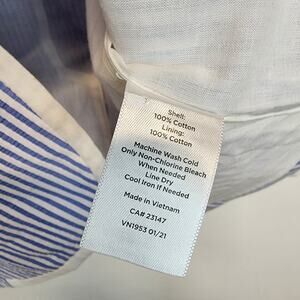 Shell:
100% Cotton
Lining:
100% Cotton
Machine Wash Cold
Only Non-Chlorine Bleach
When Needed
Line Dry
Cool Iron If Needed
Made in Vietnam
CA# 23147
VN1953 01/21